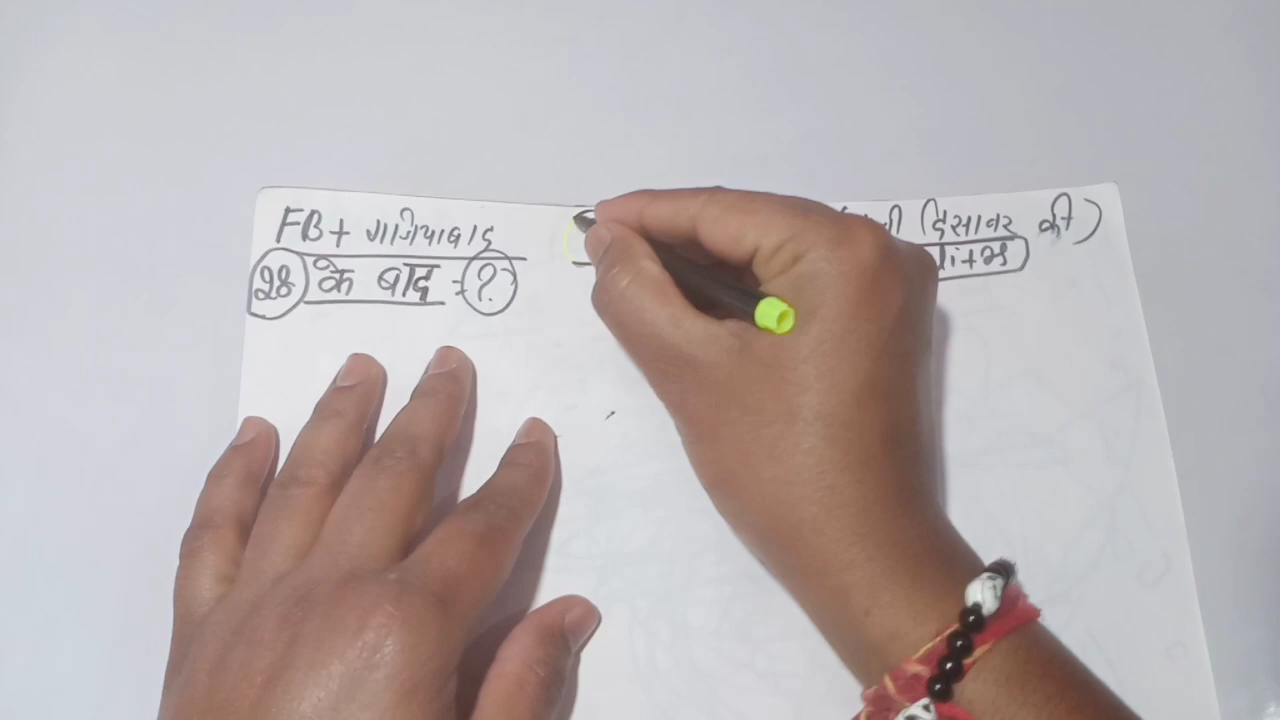 FB+ गाजियाबाद
28 के बाद = ?
दिसावर की)